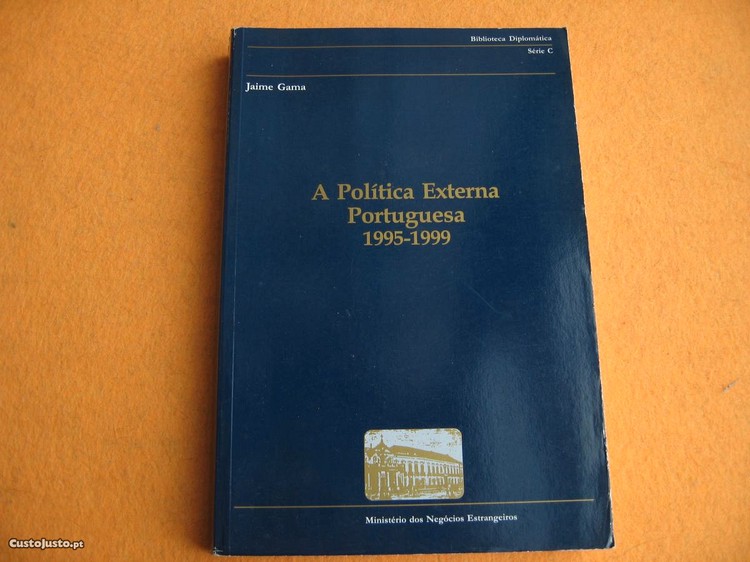 Biblioteca Diplomática
Série C
Jaime Gama
A Política Externa
Portuguesa
1995-1999
Ministério dos Negócios Estrangeiros
CustoJusto.pt